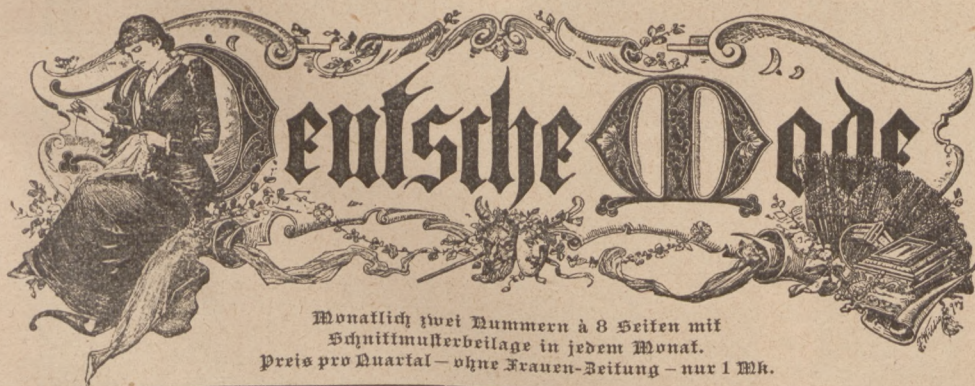 Deutsche Mode
Monatlich zwei Nummern à 8 Seiten mit
Schnittmusterbeilage in jedem Monat.
Preis pro Quartal — ohne Frauen-Zeitung — nur 1 Mk.